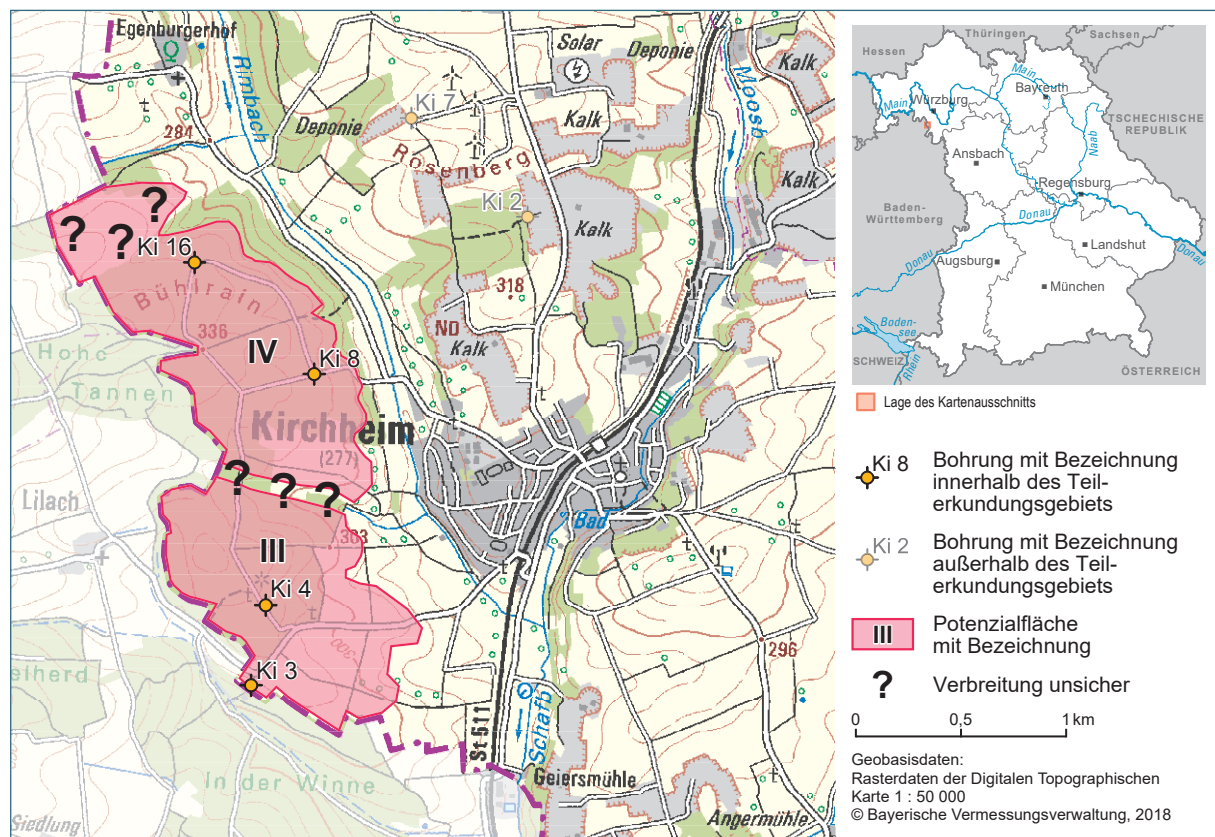 Egenburgerhof
Rimbach
284
Deponie
Ki 7
Rosenberg
Solar
Deponie
Kalk
Kalk
Moosb
Kalk
Kalk
Ki 2
Kalk
318
ND
Kalk
? ? ?
Ki 16
Bühlrain
336
IV
Ki 8
Hohe
Tannen
Kirchheim
(277)
? ? ?
Lilach
III
363
Ki 4
300
Ki 3
Bad
296
elherd
St 511
Schafb
In der Winne
Geiersmühle
Siedlung
Angermühle
Hessen
Thüringen
Sachsen
Main
Main
Würzburg
Bayreuth
TSCHECHISCHE
REPUBLIK
Naab
Ansbach
Regensburg
Baden-
Württemberg
Donau
Donau
Donau
Landshut
Augsburg
München
Boden-
see
SCHWEIZ
Rhein
ÖSTERREICH
Lage des Kartenausschnitts
Ki 8 Bohrung mit Bezeichnung
innerhalb des Teil-
erkundungsgebiets
Ki 2 Bohrung mit Bezeichnung
außerhalb des Teil-
erkundungsgebiets
III Potenzialfläche
mit Bezeichnung
? Verbreitung unsicher
0 0,5 1 km
Geobasisdaten:
Rasterdaten der Digitalen Topographischen
Karte 1 : 50 000
© Bayerische Vermessungsverwaltung, 2018